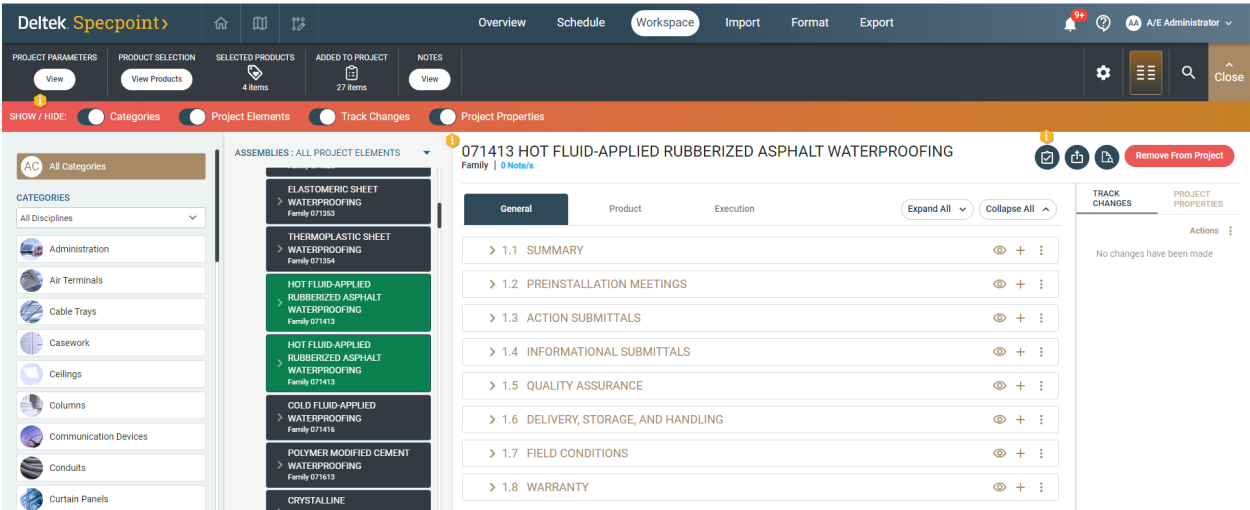 Deltek Specpoint
Overview Schedule Workspace Import Format Export
9+
AA A/E Administrator
PROJECT PARAMETERS PRODUCT SELECTION SELECTED PRODUCTS ADDED TO PROJECT NOTES
View View Products 4 items 27 items View
Close
SHOW / HIDE: Categories Project Elements Track Changes Project Properties
AC All Categories
CATEGORIES
All Disciplines
Administration
Air Terminals
Cable Trays
Casework
Ceilings
Columns
Communication Devices
Conduits
Curtain Panels
ASSEMBLIES : ALL PROJECT ELEMENTS
ELASTOMERIC SHEET
WATERPROOFING
Family 071353
THERMOPLASTIC SHEET
WATERPROOFING
Family 071354
HOT FLUID-APPLIED
RUBBERIZED ASPHALT
WATERPROOFING
Family 071413
HOT FLUID-APPLIED
RUBBERIZED ASPHALT
WATERPROOFING
Family 071413
COLD FLUID-APPLIED
WATERPROOFING
Family 071416
POLYMER MODIFIED CEMENT
WATERPROOFING
Family 071613
CRYSTALLINE
071413 HOT FLUID-APPLIED RUBBERIZED ASPHALT WATERPROOFING
Family | 0 Note/s
Remove From Project
General Product Execution Expand All Collapse All
1.1 SUMMARY
1.2 PREINSTALLATION MEETINGS
1.3 ACTION SUBMITTALS
1.4 INFORMATIONAL SUBMITTALS
1.5 QUALITY ASSURANCE
1.6 DELIVERY, STORAGE, AND HANDLING
1.7 FIELD CONDITIONS
1.8 WARRANTY
TRACK
CHANGES
PROJECT
PROPERTIES
Actions
No changes have been made